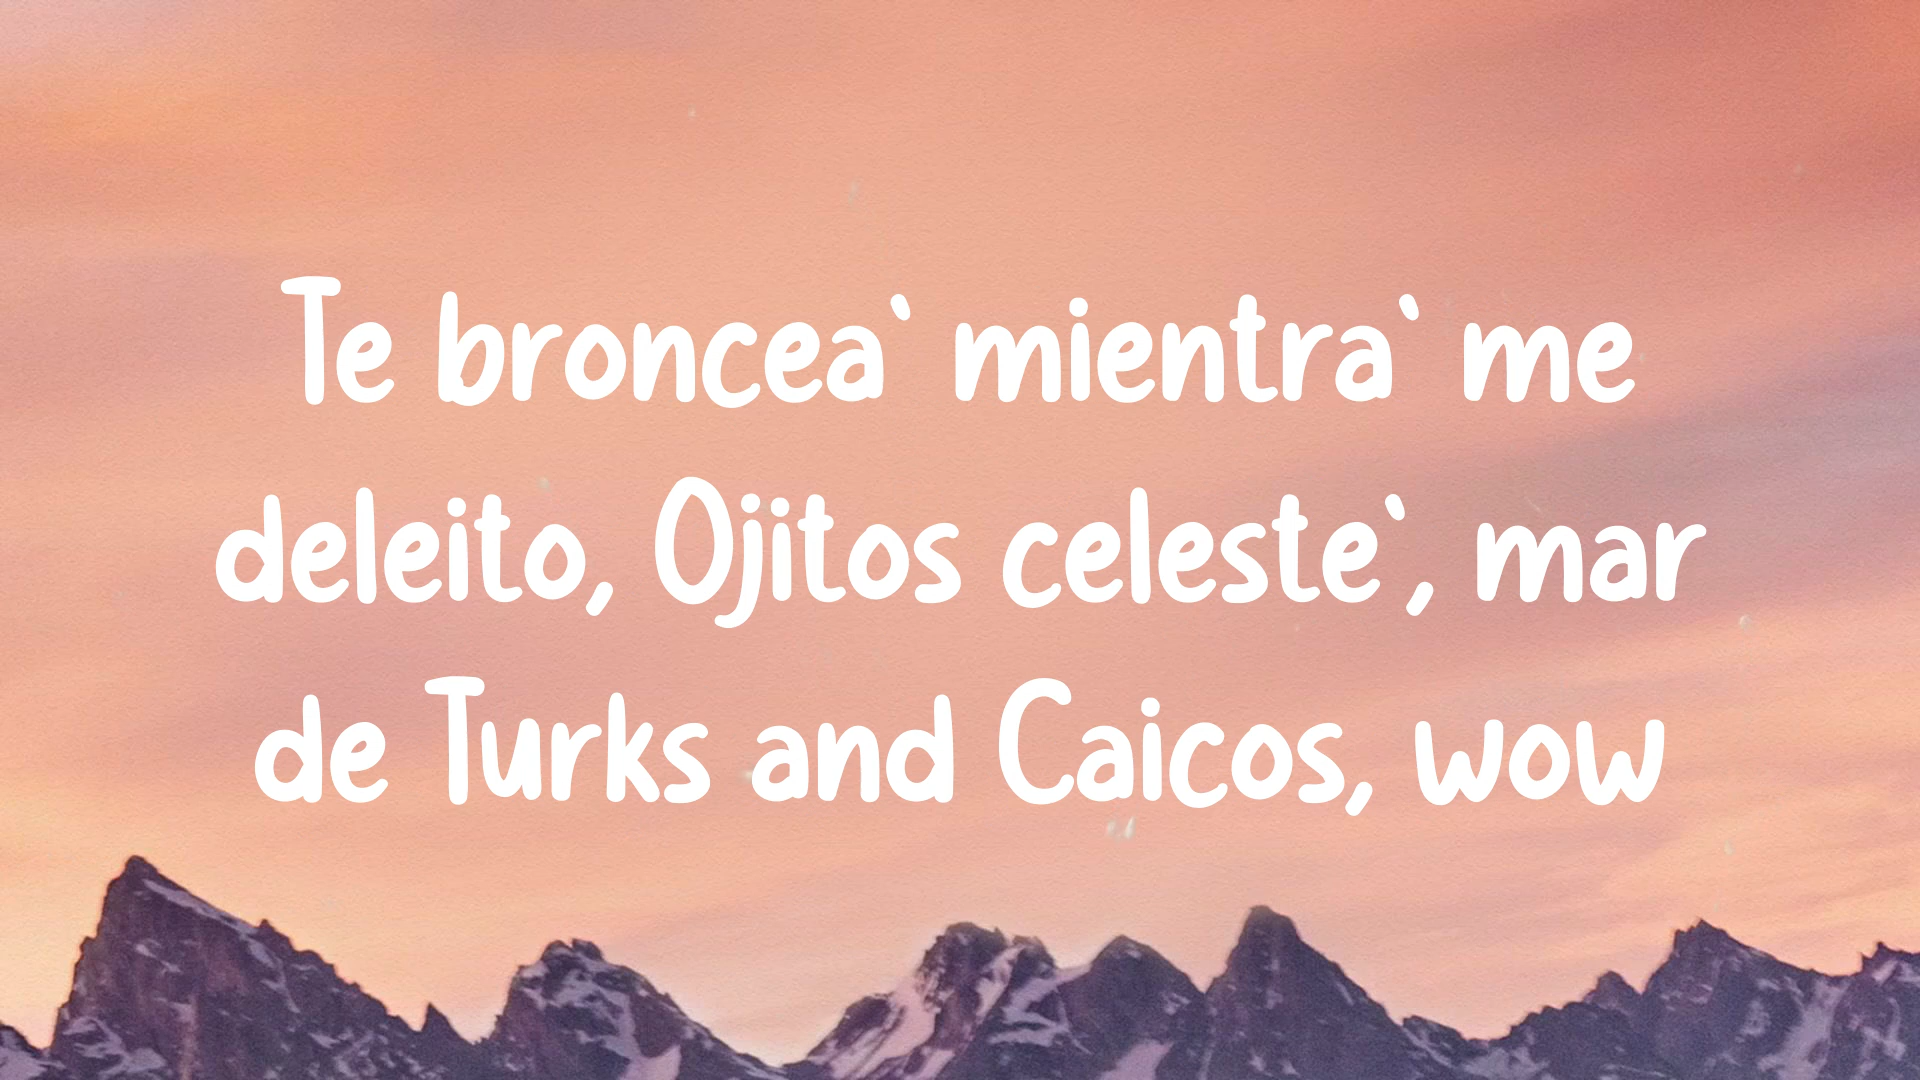 Te broncea` mientra` me
deleito, Ojitos celeste`, mar
de Turks and Caicos, wow